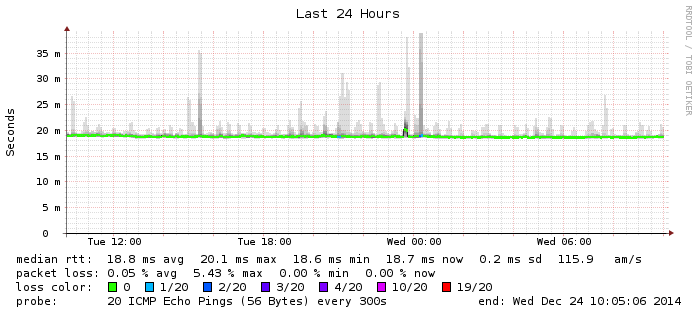 Last 24 Hours
RRDTOOL / TOBI OETIKER
Seconds
35 m
30 m
25 m
20 m
15 m
10 m
5 m
0
Tue 12:00 Tue 18:00 Wed 00:00 Wed 06:00
median rtt: 18.8 ms avg 20.1 ms max 18.6 ms min 18.7 ms now 0.2 ms sd 115.9 am/s
packet loss: 0.05 % avg 5.43 % max 0.00 % min 0.00 % now
loss color: 0 1/20 2/20 3/20 4/20 10/20 19/20
probe: 20 ICMP Echo Pings (56 Bytes) every 300s end: Wed Dec 24 10:05:06 2014